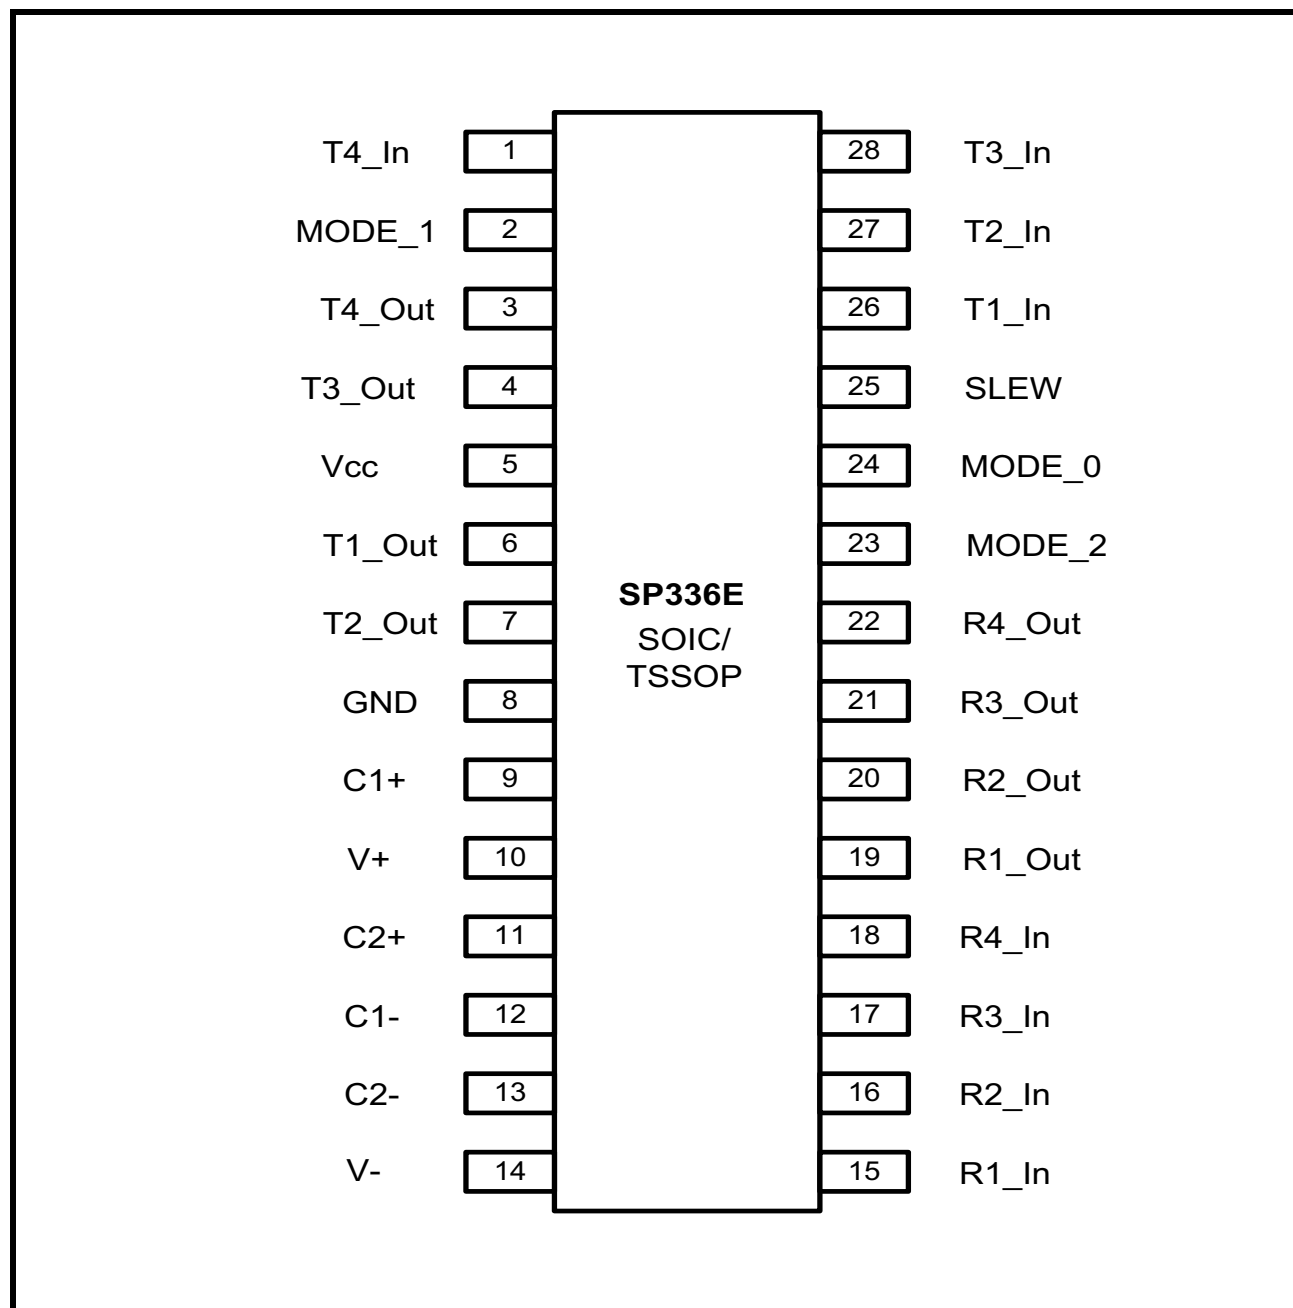 T4_In 1 28 T3_In
MODE_1 2 27 T2_In
T4_Out 3 26 T1_In
T3_Out 4 25 SLEW
Vcc 5 24 MODE_0
T1_Out 6 23 MODE_2
SP336E
T2_Out 7 22 R4_Out
SOIC/
TSSOP
GND 8 21 R3_Out
C1+ 9 20 R2_Out
V+ 10 19 R1_Out
C2+ 11 18 R4_In
C1- 12 17 R3_In
C2- 13 16 R2_In
V- 14 15 R1_In